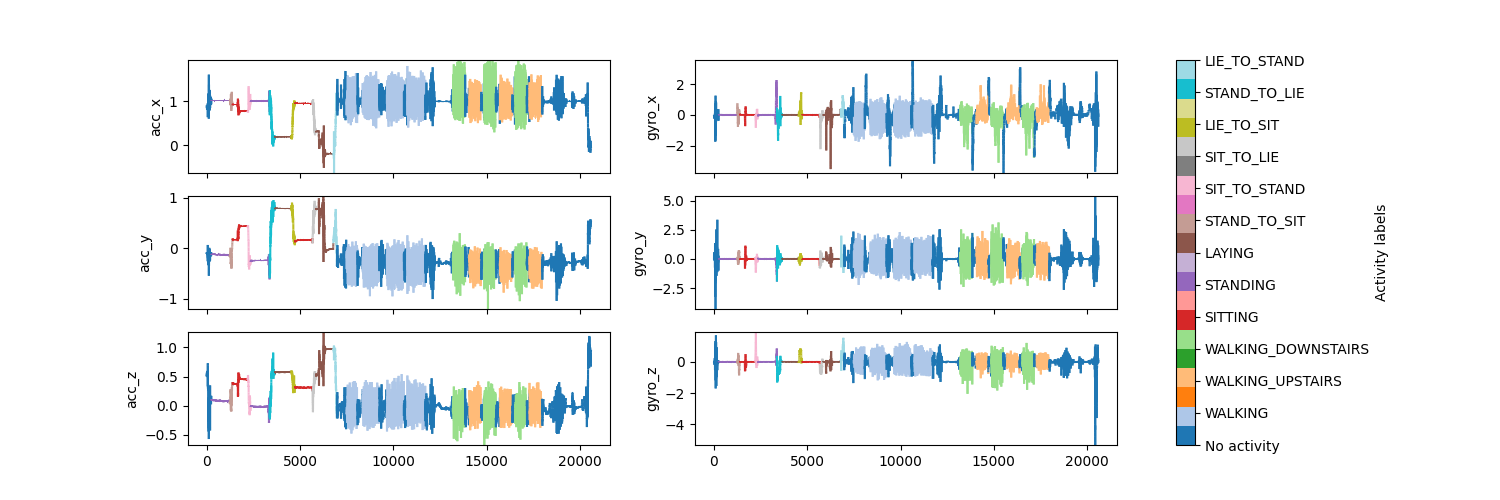 acc_x
1
0
gyro_x
2
0
−2
acc_y
1
0
−1
gyro_y
5.0
2.5
0.0
−2.5
acc_z
1.0
0.5
0.0
−0.5
0 5000 10000 15000 20000
gyro_z
0
−2
−4
0 5000 10000 15000 20000
LIE_TO_STAND
STAND_TO_LIE
LIE_TO_SIT
SIT_TO_LIE
SIT_TO_STAND
STAND_TO_SIT
LAYING
STANDING
SITTING
WALKING_DOWNSTAIRS
WALKING_UPSTAIRS
WALKING
No activity
Activity labels